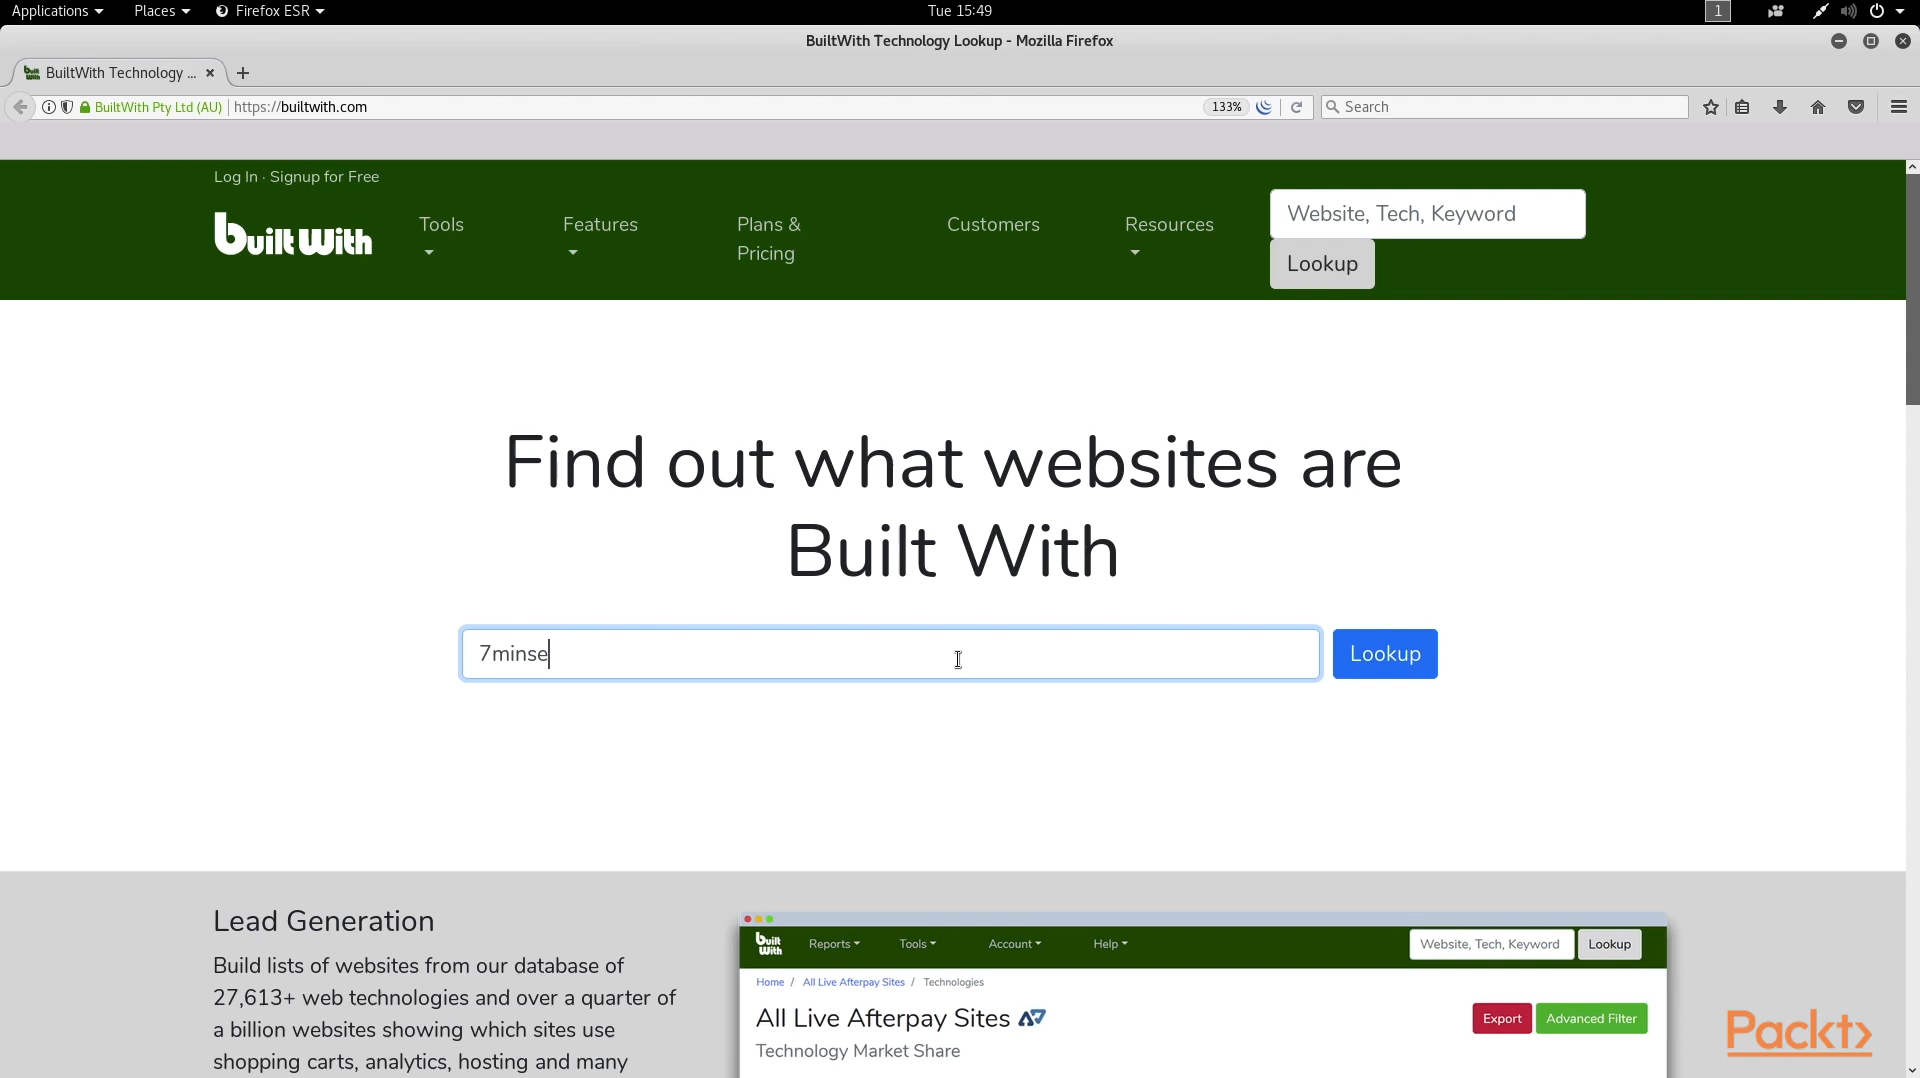 Applications Places Firefox ESR Tue 15:49 1
BuiltWith Technology Lookup - Mozilla Firefox
BuiltWith Technology ...
BuiltWith Pty Ltd (AU) https://builtwith.com 133% Search
Log In · Signup for Free
built with
Tools
Features
Plans &
Pricing
Customers
Resources
Website, Tech, Keyword
Lookup
Find out what websites are
Built With
7minse
Lookup
Lead Generation
Build lists of websites from our database of
27,613+ web technologies and over a quarter of
a billion websites showing which sites use
shopping carts, analytics, hosting and many
built
with
Reports Tools Account Help Website, Tech, Keyword Lookup
Home / All Live Afterpay Sites / Technologies
All Live Afterpay Sites
Export Advanced Filter
Technology Market Share
Packt>